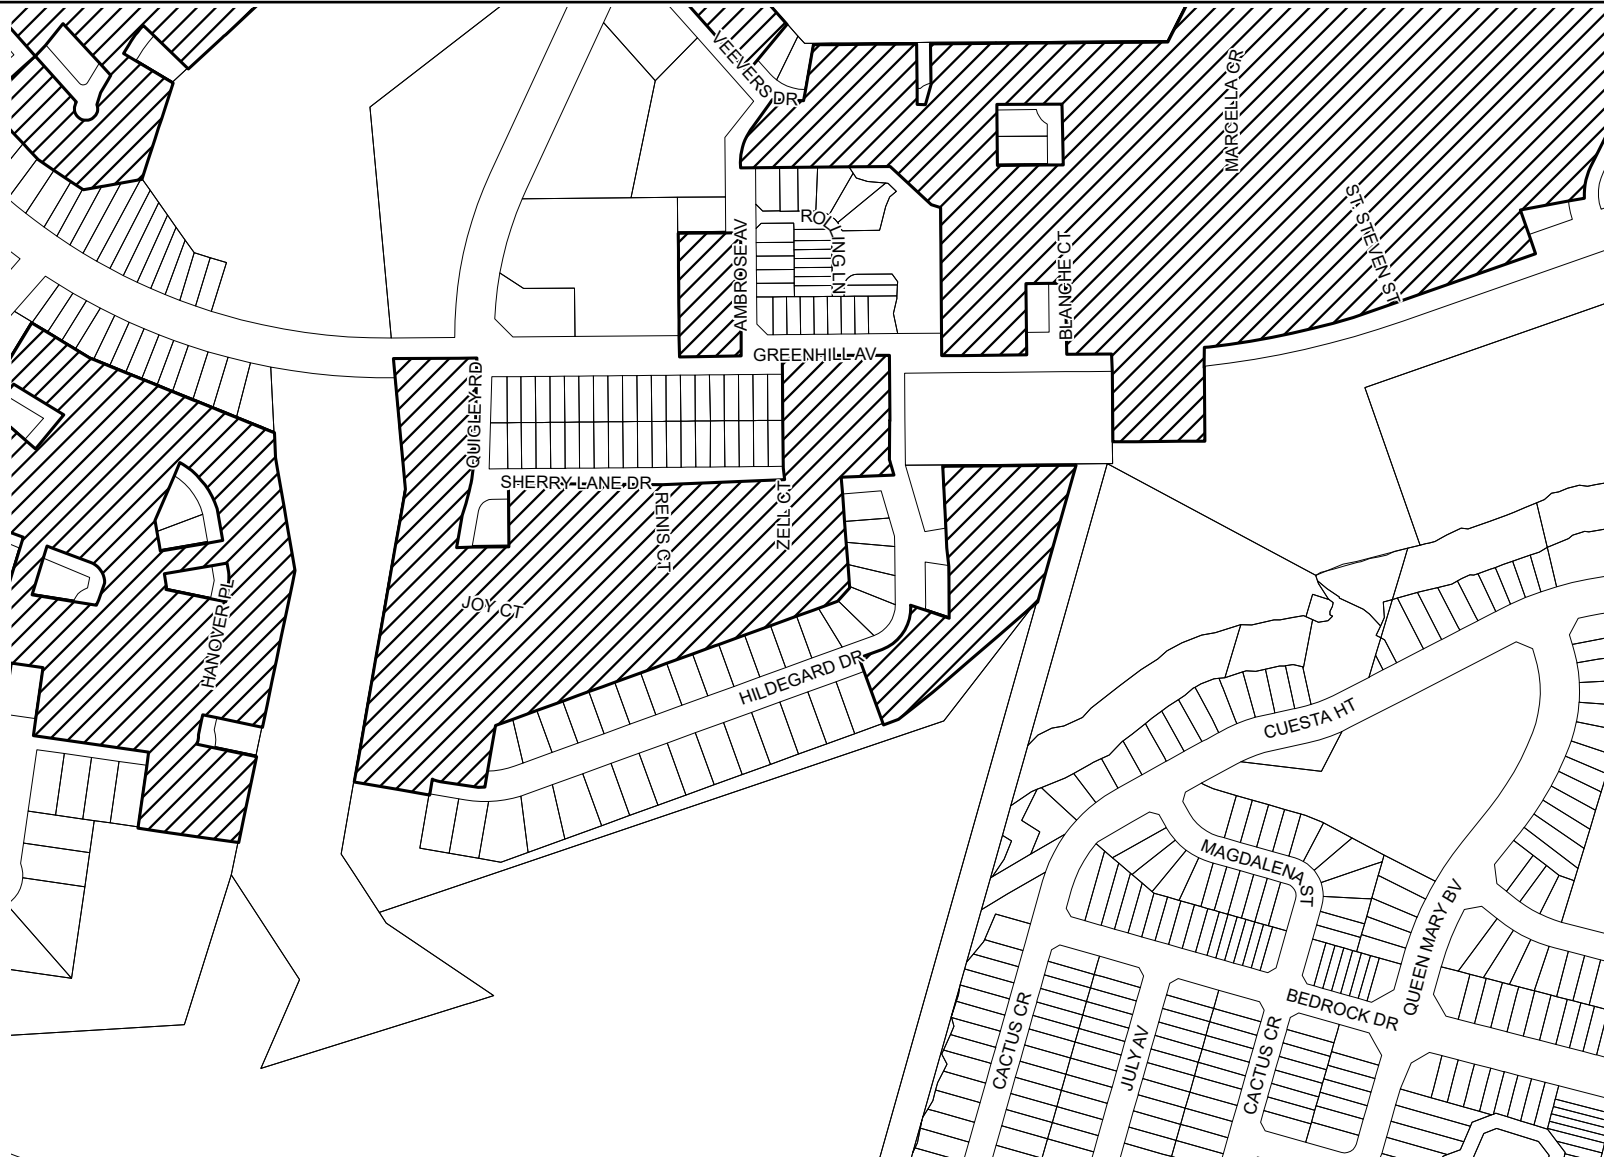 VEEVERS DR
MARCELLA CR
ST. STEVEN ST
ROLLING LN
AMBROSE AV
BLANCHE CT
GREENHILL AV
QUIGLEY RD
SHERRY LANE DR
RENIS CT
ZELL CT
JOY CT
HANOVER PL
HILDEGARD DR
CUESTA HT
MAGDALENA ST
QUEEN MARY BV
BEDROCK DR
CACTUS CR
JULY AV
CACTUS CR